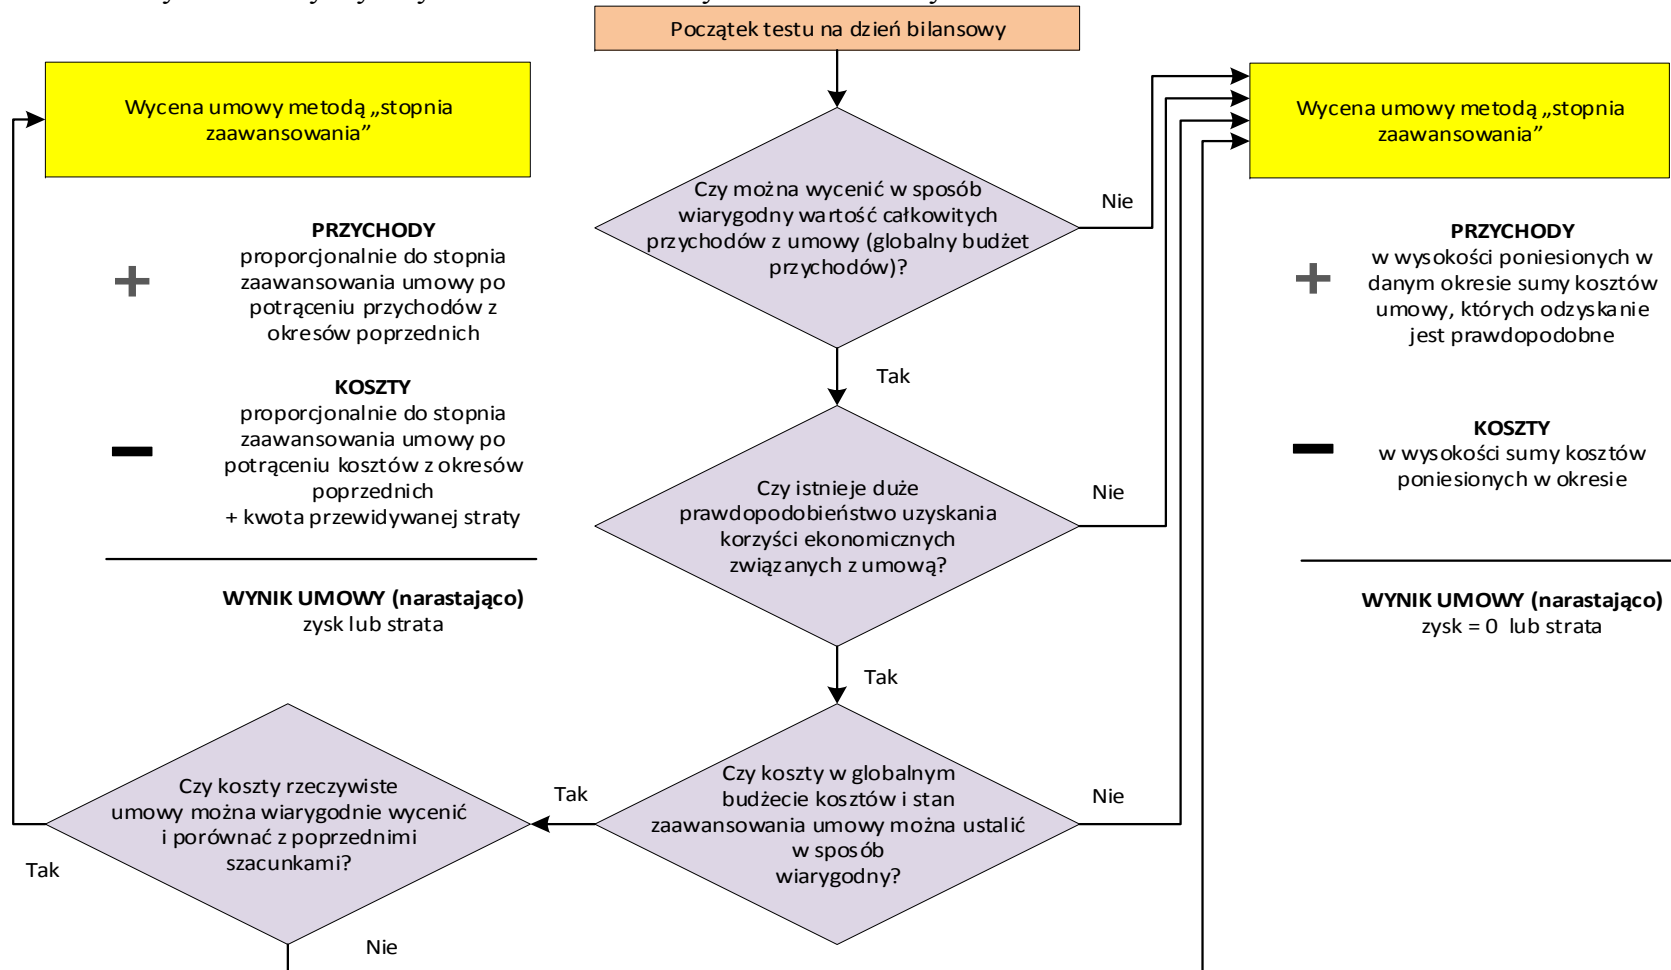 Początek testu na dzień bilansowy
Wycena umowy metodą „stopnia
zaawansowania”
PRZYCHODY
proporcjonalnie do stopnia
zaawansowania umowy po
potrąceniu przychodów z
okresów poprzednich
KOSZTY
proporcjonalnie do stopnia
zaawansowania umowy po
potrąceniu kosztów z okresów
poprzednich
+ kwota przewidywanej straty
WYNIK UMOWY (narastająco)
zysk lub strata
Czy można wycenić w sposób
wiarygodny wartość całkowitych
przychodów z umowy (globalny budżet
przychodów)?
Nie
Tak
Czy istnieje duże
prawdopodobieństwo uzyskania
korzyści ekonomicznych
związanych z umową?
Nie
Tak
Czy koszty w globalnym
budżecie kosztów i stan
zaawansowania umowy można ustalić
w sposób
wiarygodny?
Nie
Tak
Czy koszty rzeczywiste
umowy można wiarygodnie wycenić
i porównać z poprzednimi
szacunkami?
Tak
Nie
Wycena umowy metodą „stopnia
zaawansowania”
PRZYCHODY
w wysokości poniesionych w
danym okresie sumy kosztów
umowy, których odzyskanie
jest prawdopodobne
KOSZTY
w wysokości sumy kosztów
poniesionych w okresie
WYNIK UMOWY (narastająco)
zysk = 0 lub strata